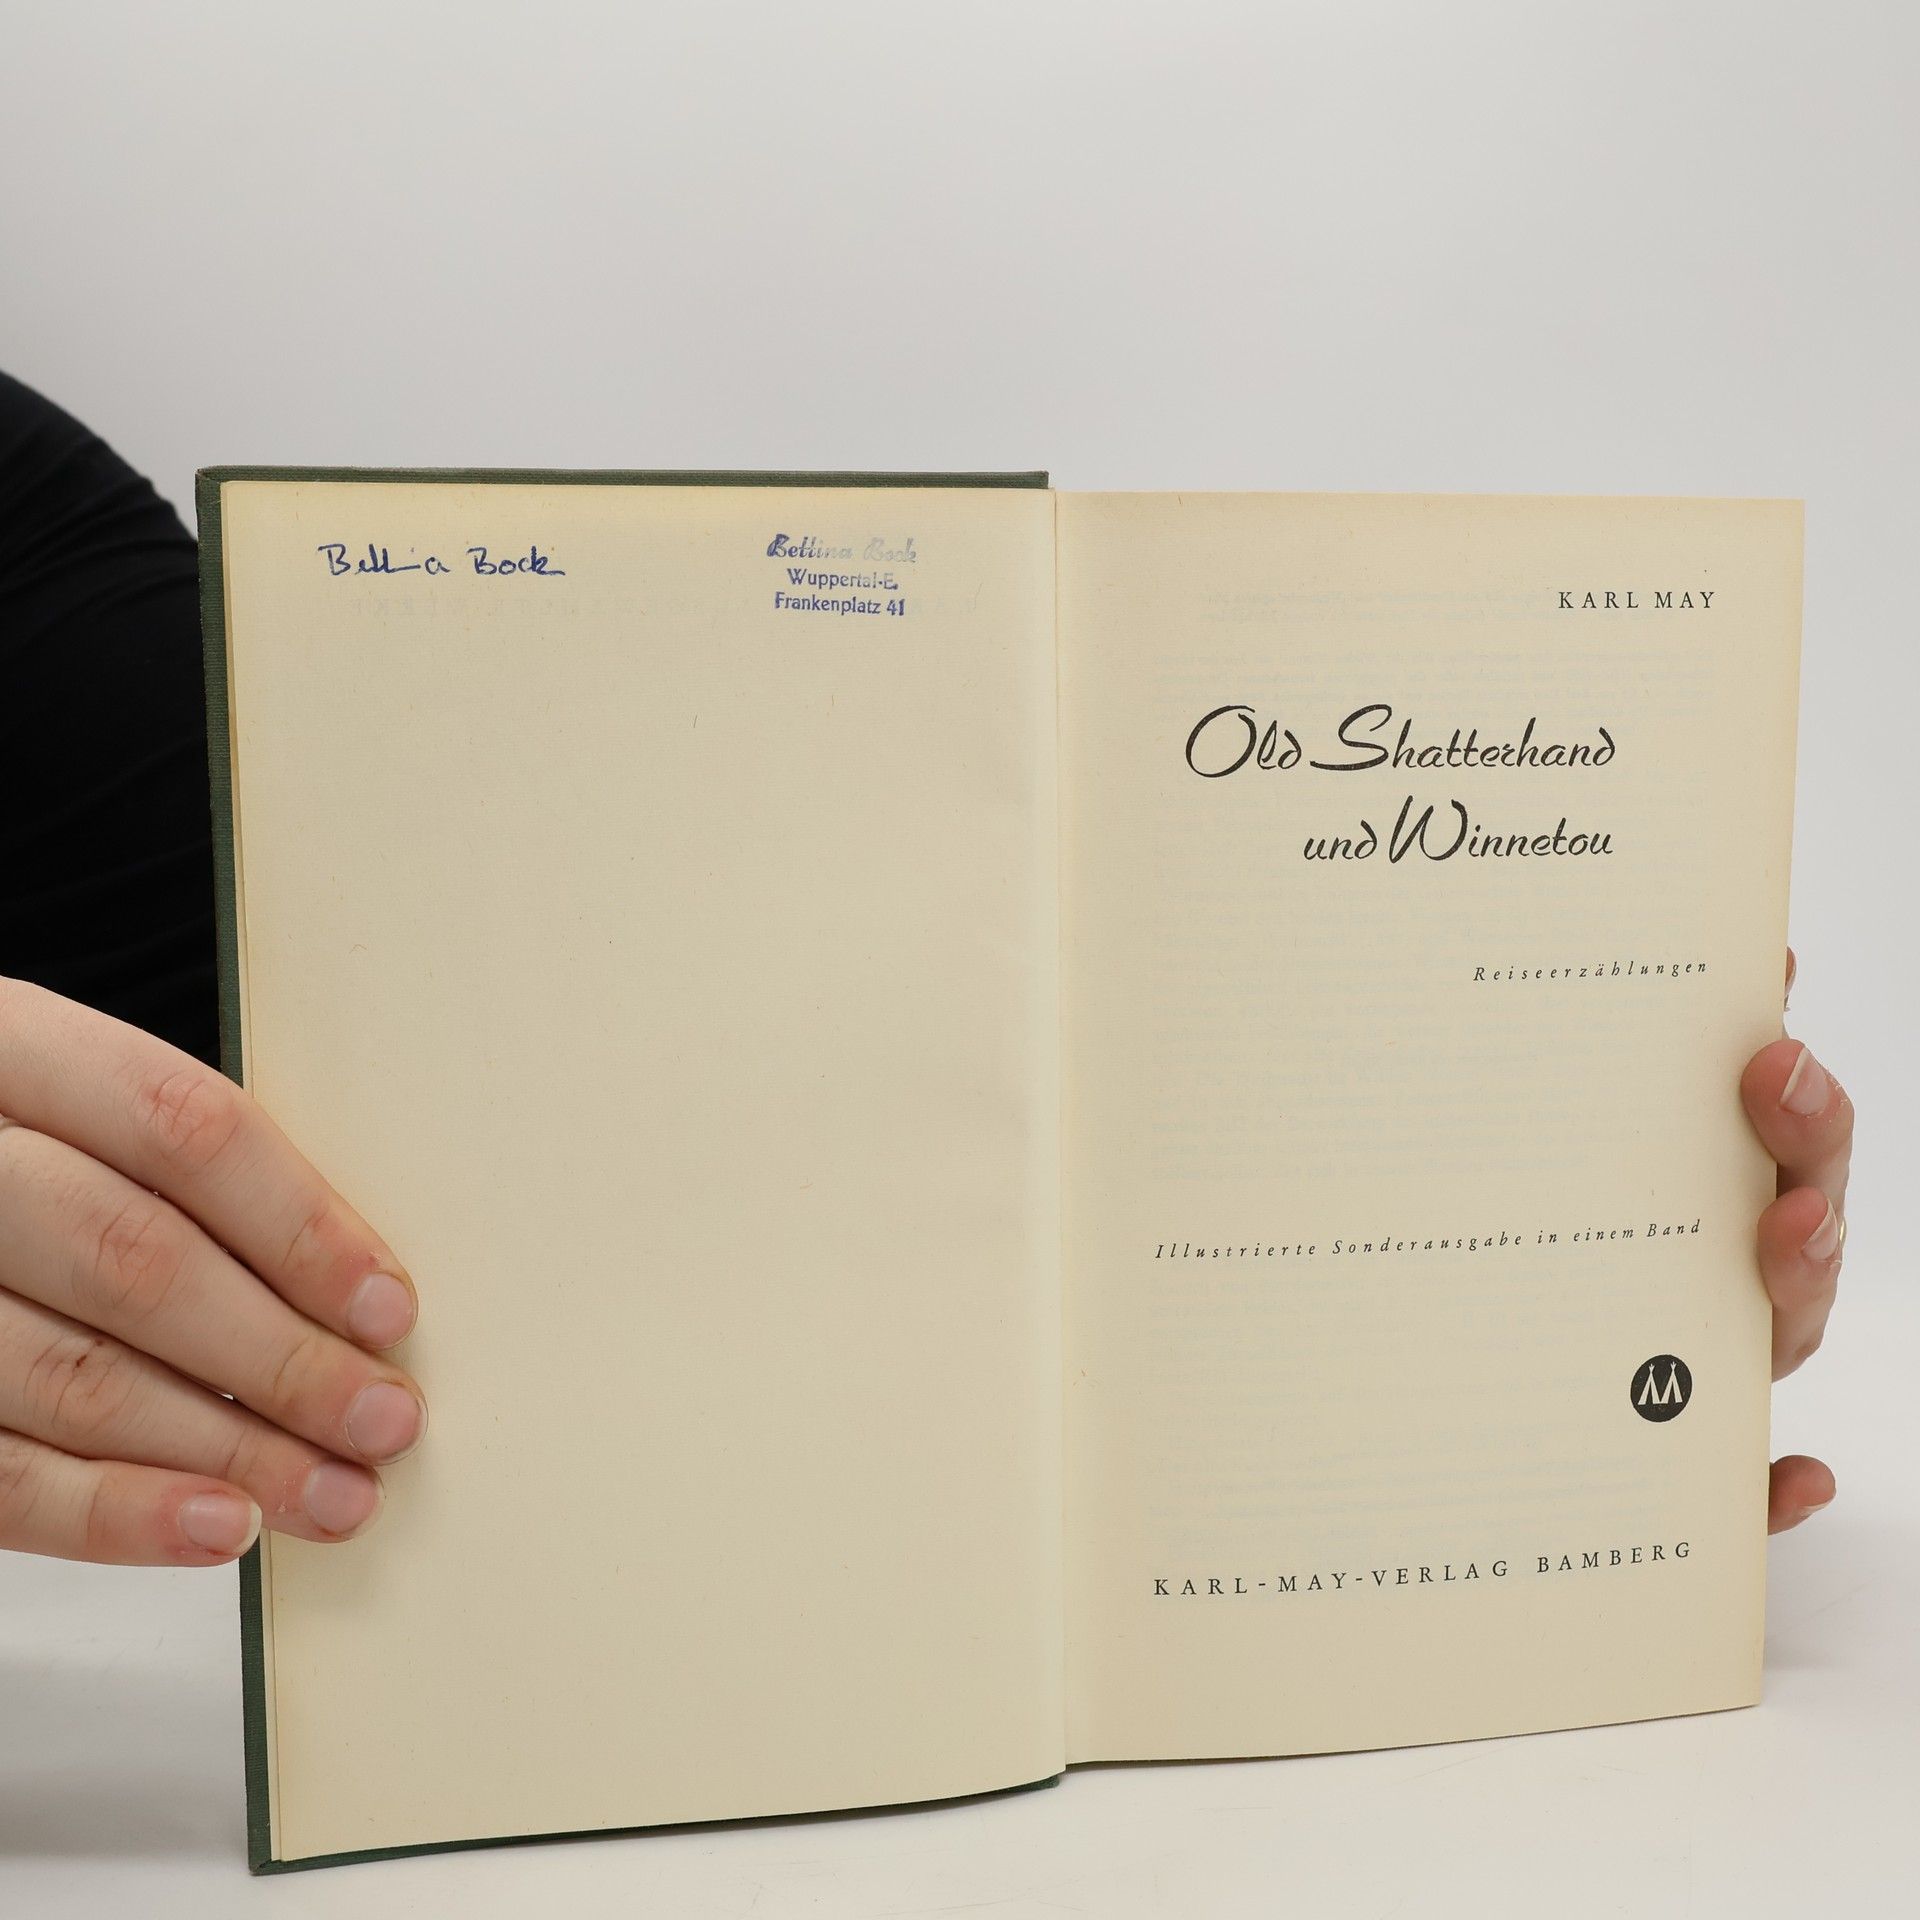 Bettina Bock
Bettina Bock
Wuppertal-E.
Frankenplatz 41
KARL MAY
Old Shatterhand
und Winnetou
Reiseerzählungen
Illustrierte Sonderausgabe in einem Band
KARL-MAY-VERLAG BAMBERG